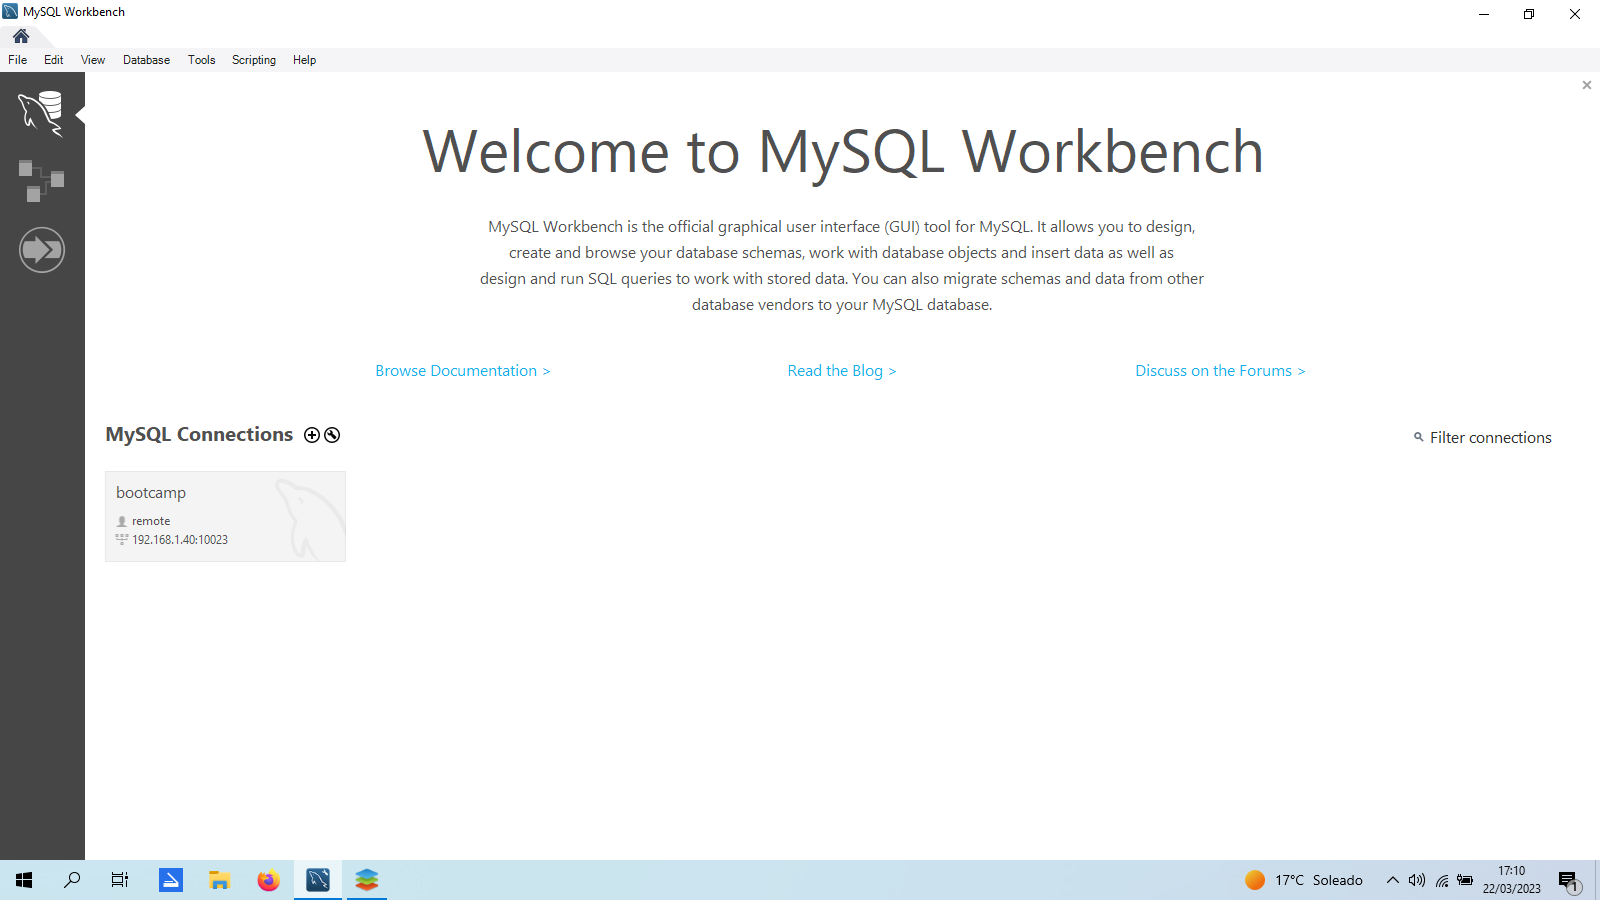 MySQL Workbench
File Edit View Database Tools Scripting Help
Welcome to MySQL Workbench
MySQL Workbench is the official graphical user interface (GUI) tool for MySQL. It allows you to design,
create and browse your database schemas, work with database objects and insert data as well as
design and run SQL queries to work with stored data. You can also migrate schemas and data from other
database vendors to your MySQL database.
Browse Documentation > Read the Blog > Discuss on the Forums >
MySQL Connections
Filter connections
bootcamp
remote
192.168.1.40:10023
17°C Soleado
17:10
22/03/2023
1